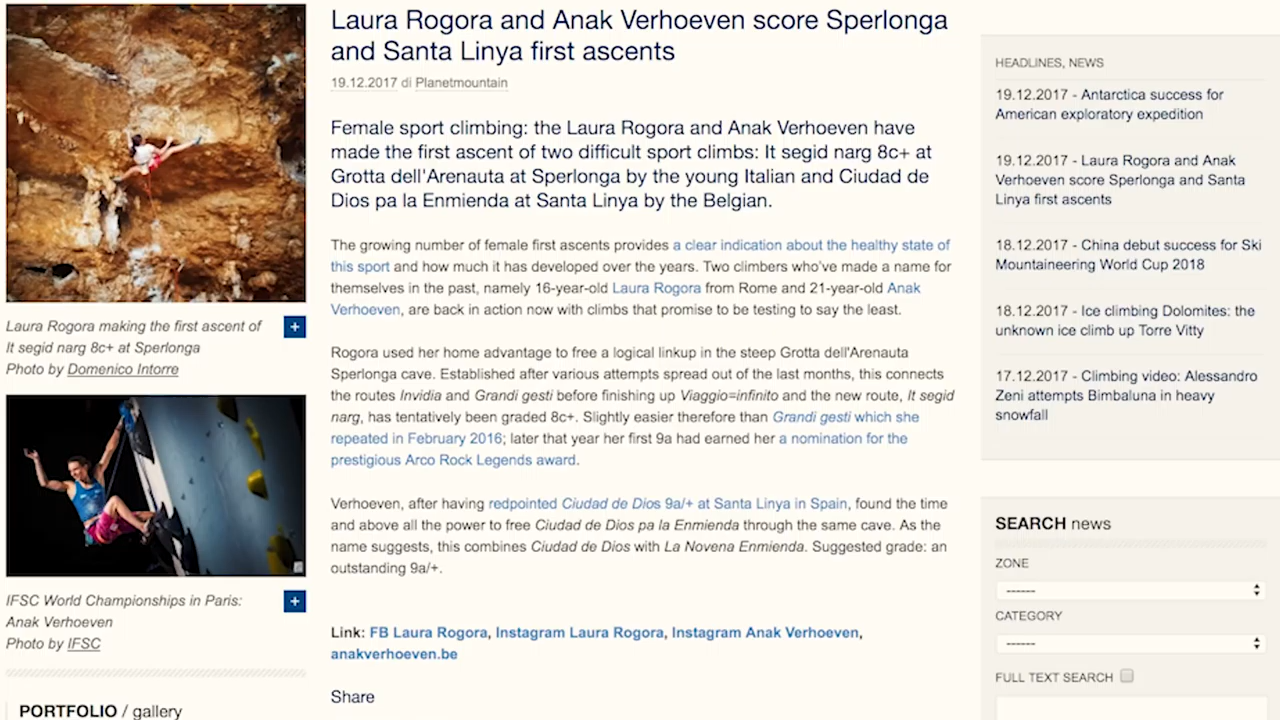 Laura Rogora and Anak Verhoeven score Sperlonga
and Santa Linya first ascents
19.12.2017 di Planetmountain
Female sport climbing: the Laura Rogora and Anak Verhoeven have
made the first ascent of two difficult sport climbs: It segid narg 8c+ at
Grotta dell'Arenauta at Sperlonga by the young Italian and Ciudad de
Dios pa la Enmienda at Santa Linya by the Belgian.
The growing number of female first ascents provides a clear indication about the healthy state of
this sport and how much it has developed over the years. Two climbers who've made a name for
themselves in the past, namely 16-year-old Laura Rogora from Rome and 21-year-old Anak
Verhoeven, are back in action now with climbs that promise to be testing to say the least.
Rogora used her home advantage to free a logical linkup in the steep Grotta dell'Arenauta
Sperlonga cave. Established after various attempts spread out of the last months, this connects
the routes Invidia and Grandi gesti before finishing up Viaggio=infinito and the new route, It segid
narg, has tentatively been graded 8c+. Slightly easier therefore than Grandi gesti which she
repeated in February 2016; later that year her first 9a had earned her a nomination for the
prestigious Arco Rock Legends award.
Verhoeven, after having redpointed Ciudad de Dios 9a/+ at Santa Linya in Spain, found the time
and above all the power to free Ciudad de Dios pa la Enmienda through the same cave. As the
name suggests, this combines Ciudad de Dios with La Novena Enmienda. Suggested grade: an
outstanding 9a/+.
Link: FB Laura Rogora, Instagram Laura Rogora, Instagram Anak Verhoeven,
anakverhoeven.be
Share
Laura Rogora making the first ascent of
It segid narg 8c+ at Sperlonga
Photo by Domenico Intorre
+
IFSC World Championships in Paris:
Anak Verhoeven
Photo by IFSC
+
PORTFOLIO / gallery
HEADLINES, NEWS
19.12.2017 - Antarctica success for
American exploratory expedition
19.12.2017 - Laura Rogora and Anak
Verhoeven score Sperlonga and Santa
Linya first ascents
18.12.2017 - China debut success for Ski
Mountaineering World Cup 2018
18.12.2017 - Ice climbing Dolomites: the
unknown ice climb up Torre Vitty
17.12.2017 - Climbing video: Alessandro
Zeni attempts Bimbaluna in heavy
snowfall
SEARCH news
ZONE
------
CATEGORY
------
FULL TEXT SEARCH